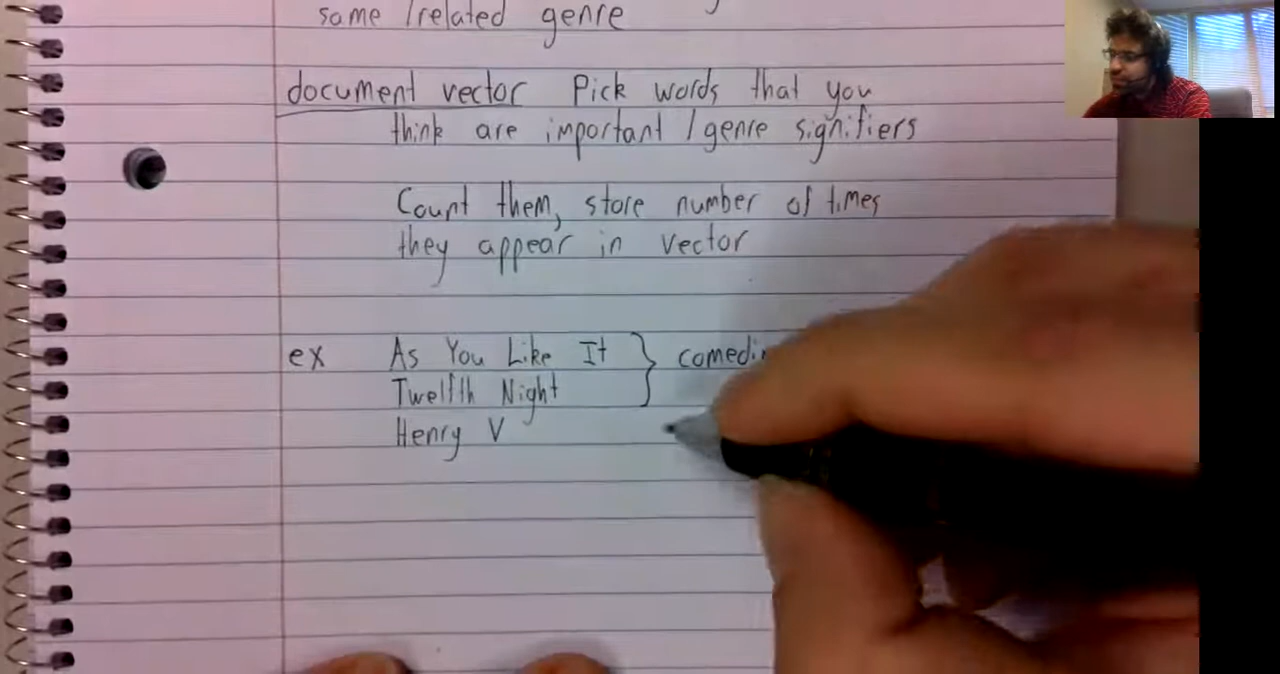 same / related genre
document vector Pick words that you
think are important / genre signifiers
Count them, store number of times
they appear in vector
ex As You Like It
Twelfth Night
Henry V